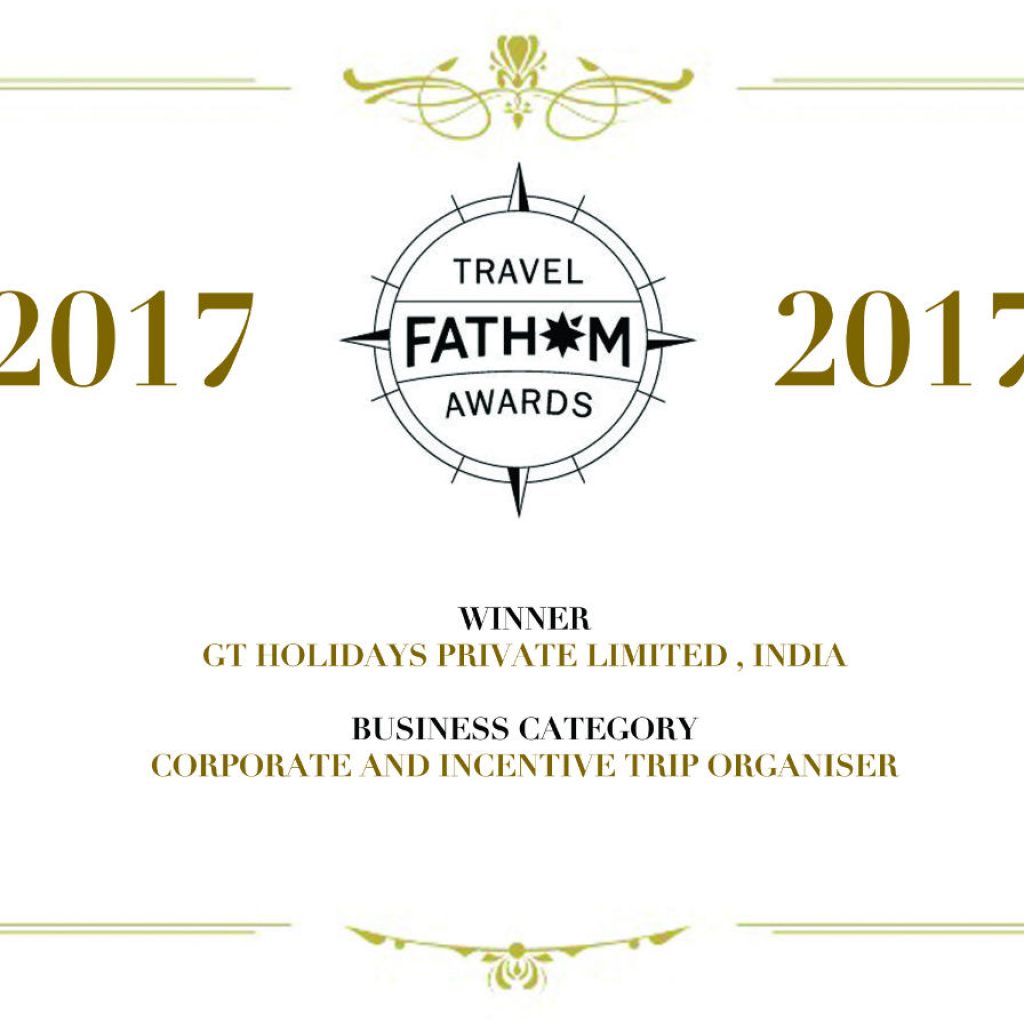 TRAVEL
2017 FATHOM 2017
AWARDS
WINNER
GT HOLIDAYS PRIVATE LIMITED , INDIA
BUSINESS CATEGORY
CORPORATE AND INCENTIVE TRIP ORGANISER